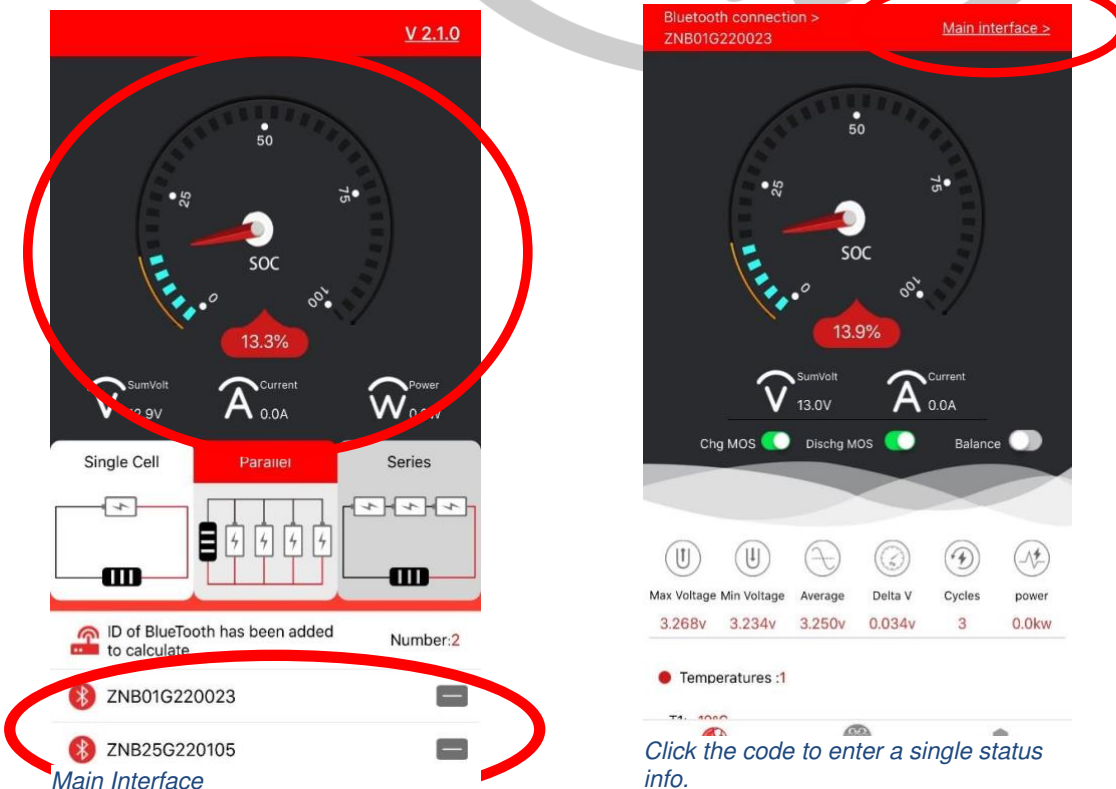 V 2.1.0
50
25
75
SOC
0
100
13.3%
SumVolt
V
Current
A 0.0A
Power
W
Single Cell
Parallel
Series
ID of BlueTooth has been added
to calculate
Number:2
ZNB01G220023
ZNB25G220105
Main Interface
Bluetooth connection >
ZNB01G220023
Main interface >
50
25
75
SOC
0
100
13.9%
SumVolt
V 13.0V
Current
A 0.0A
Chg MOS
Dischg MOS
Balance
Max Voltage Min Voltage Average Delta V Cycles power
3.268v 3.234v 3.250v 0.034v 3 0.0kw
Temperatures :1
Click the code to enter a single status
info.